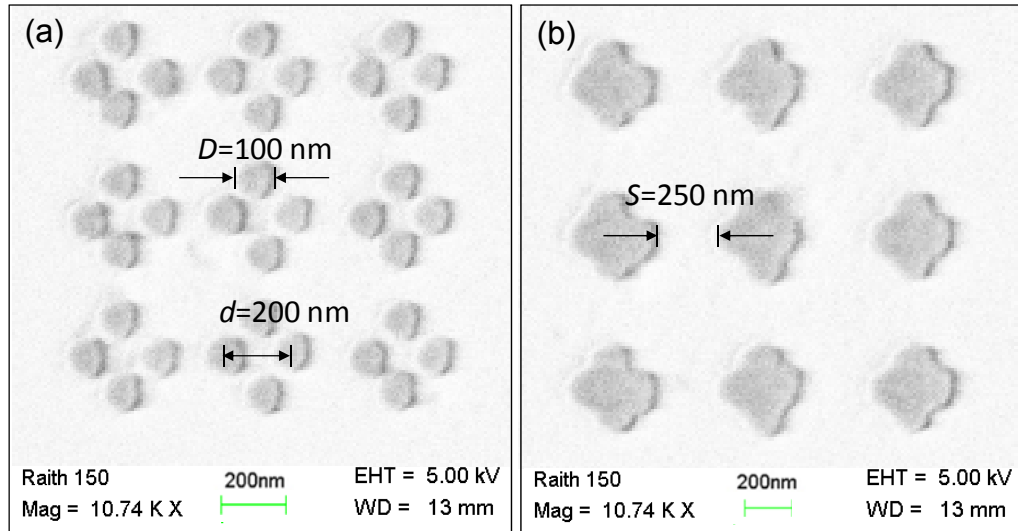 (a)
D=100 nm
d=200 nm
Raith 150
200nm
EHT = 5.00 kV
Mag = 10.74 K X
WD = 13 mm
(b)
S=250 nm
Raith 150
200nm
EHT = 5.00 kV
Mag = 10.74 K X
WD = 13 mm